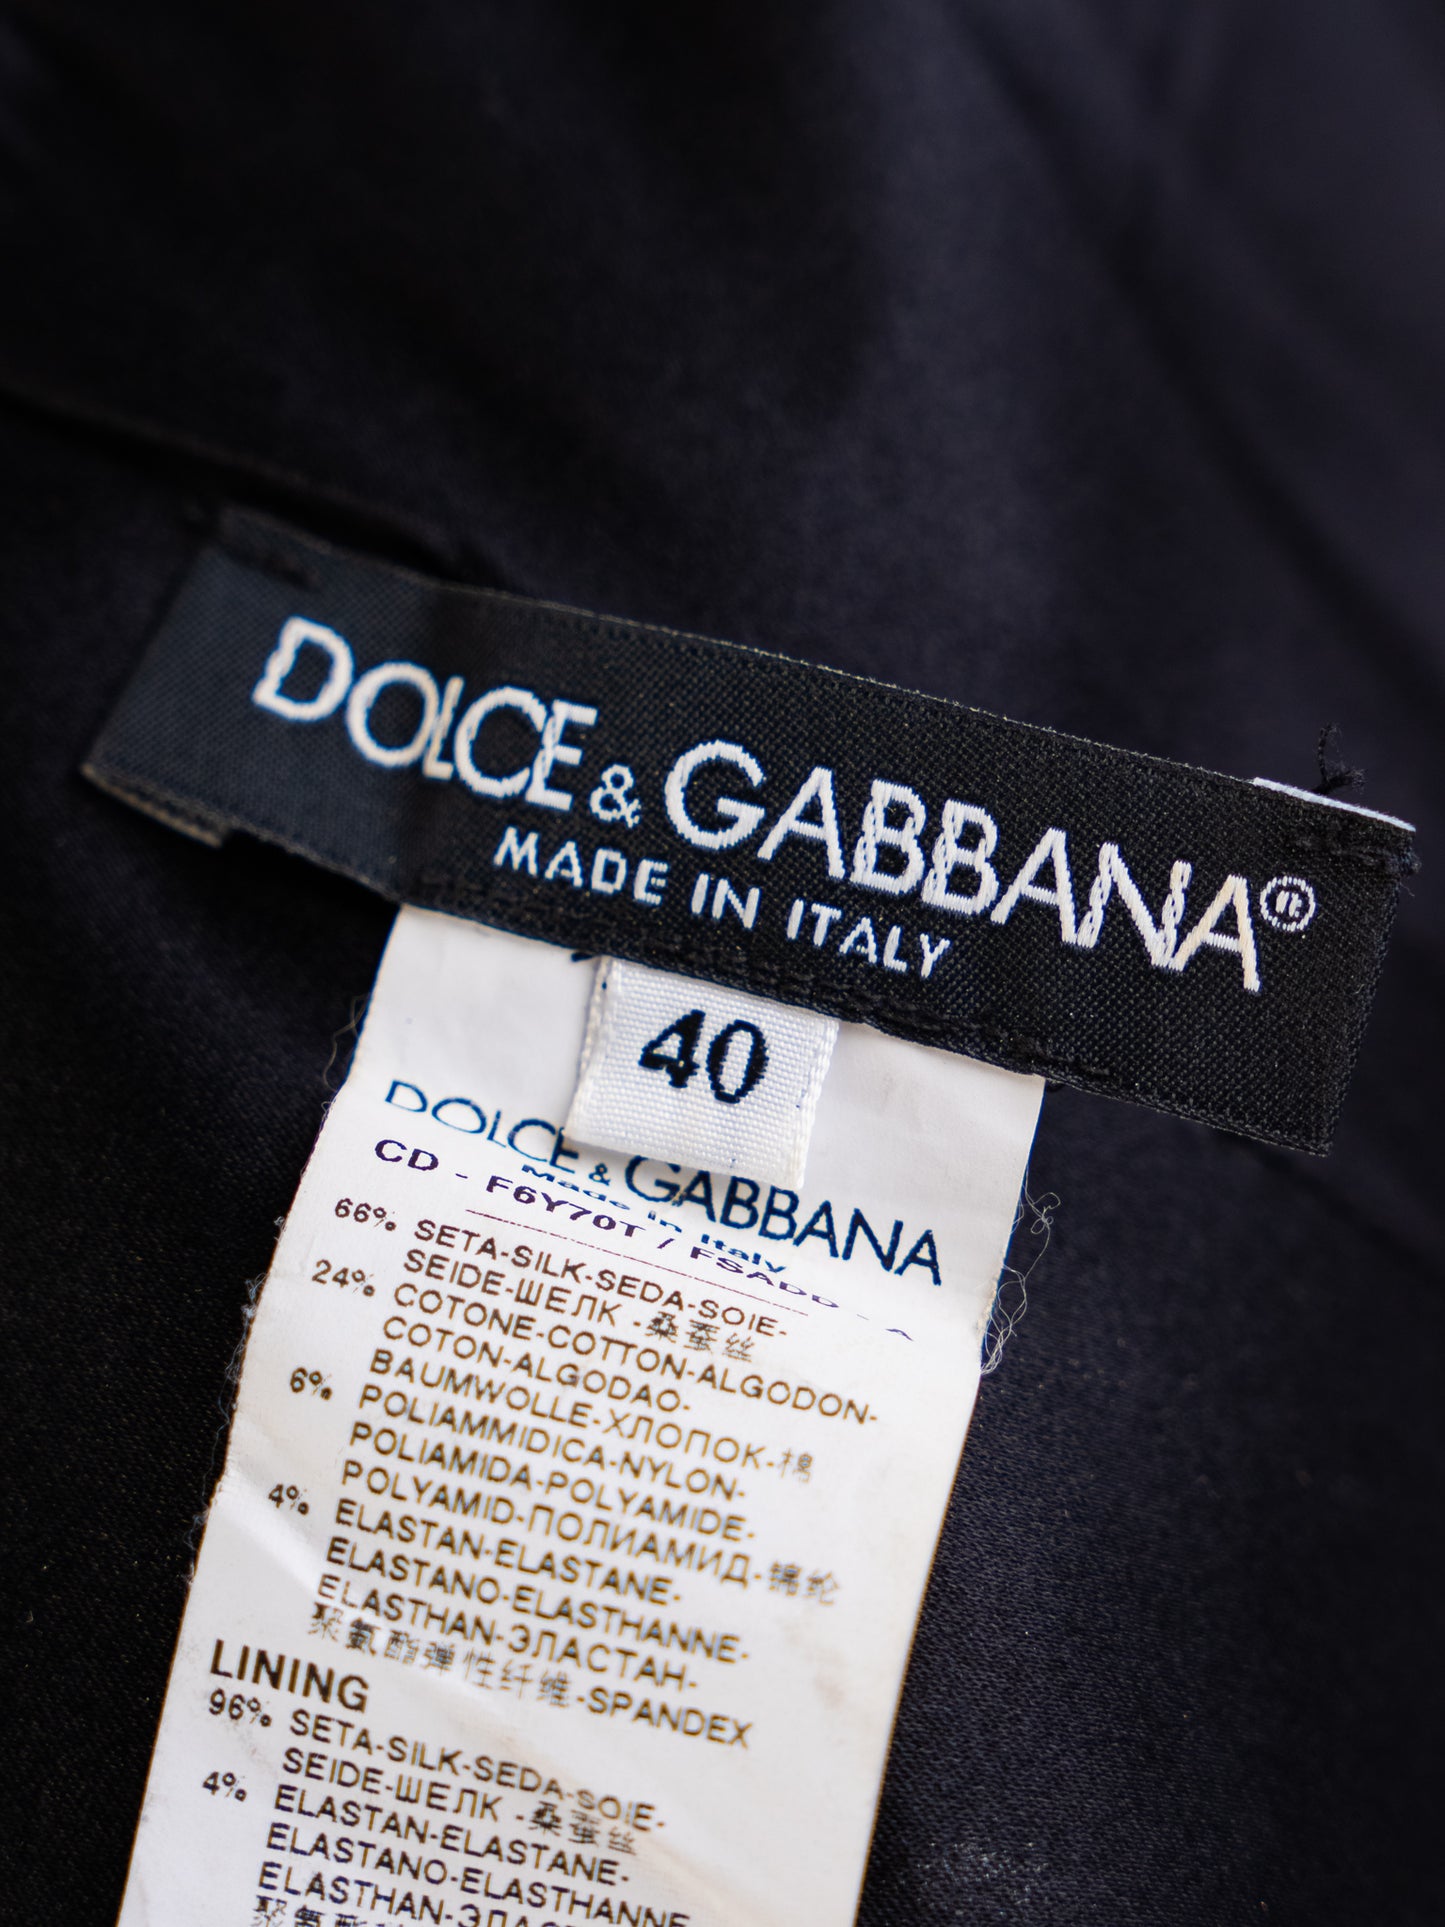 DOLCE & GABBANA®
MADE IN ITALY
40
DOLCE & GABBANA
Made in Italy
CD - F6Y70T / FSADD - A
66% SETA-SILK-SEDA-SOIE-
SEIDE-ШЕЛК -桑蚕丝
24% COTONE-COTTON-ALGODON-
COTON-ALGODAO-
BAUMWOLLE-ХЛОПОК-棉
6% POLIAMMIDICA-NYLON-
POLIAMIDA-POLYAMIDE-
POLYAMID-ПОЛИАМИД-锦纶
4% ELASTAN-ELASTANE-
ELASTANO-ELASTHANNE-
ELASTHAN-ЭЛАСТАН-
聚氨酯弹性纤维-SPANDEX
LINING
96% SETA-SILK-SEDA-SOIE-
SEIDE-ШЕЛК -桑蚕丝
4% ELASTAN-ELASTANE-
ELASTANO-ELASTHANNE
ELASTHAN-ЭЛАСТАН